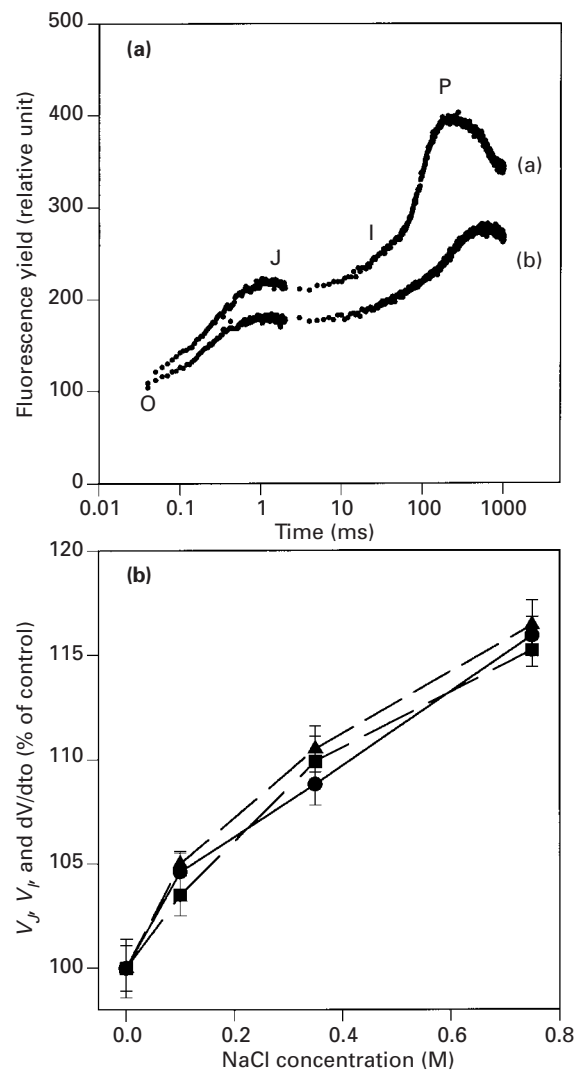 (a)
500
400
300
200
100
0
Fluorescence yield (relative unit)
O
J
I
P
(a)
(b)
0.01
0.1
1
10
100
1000
Time (ms)
(b)
120
115
110
105
100
V_J, V_I, and dV/dto (% of control)
0.0
0.2
0.4
0.6
0.8
NaCl concentration (M)